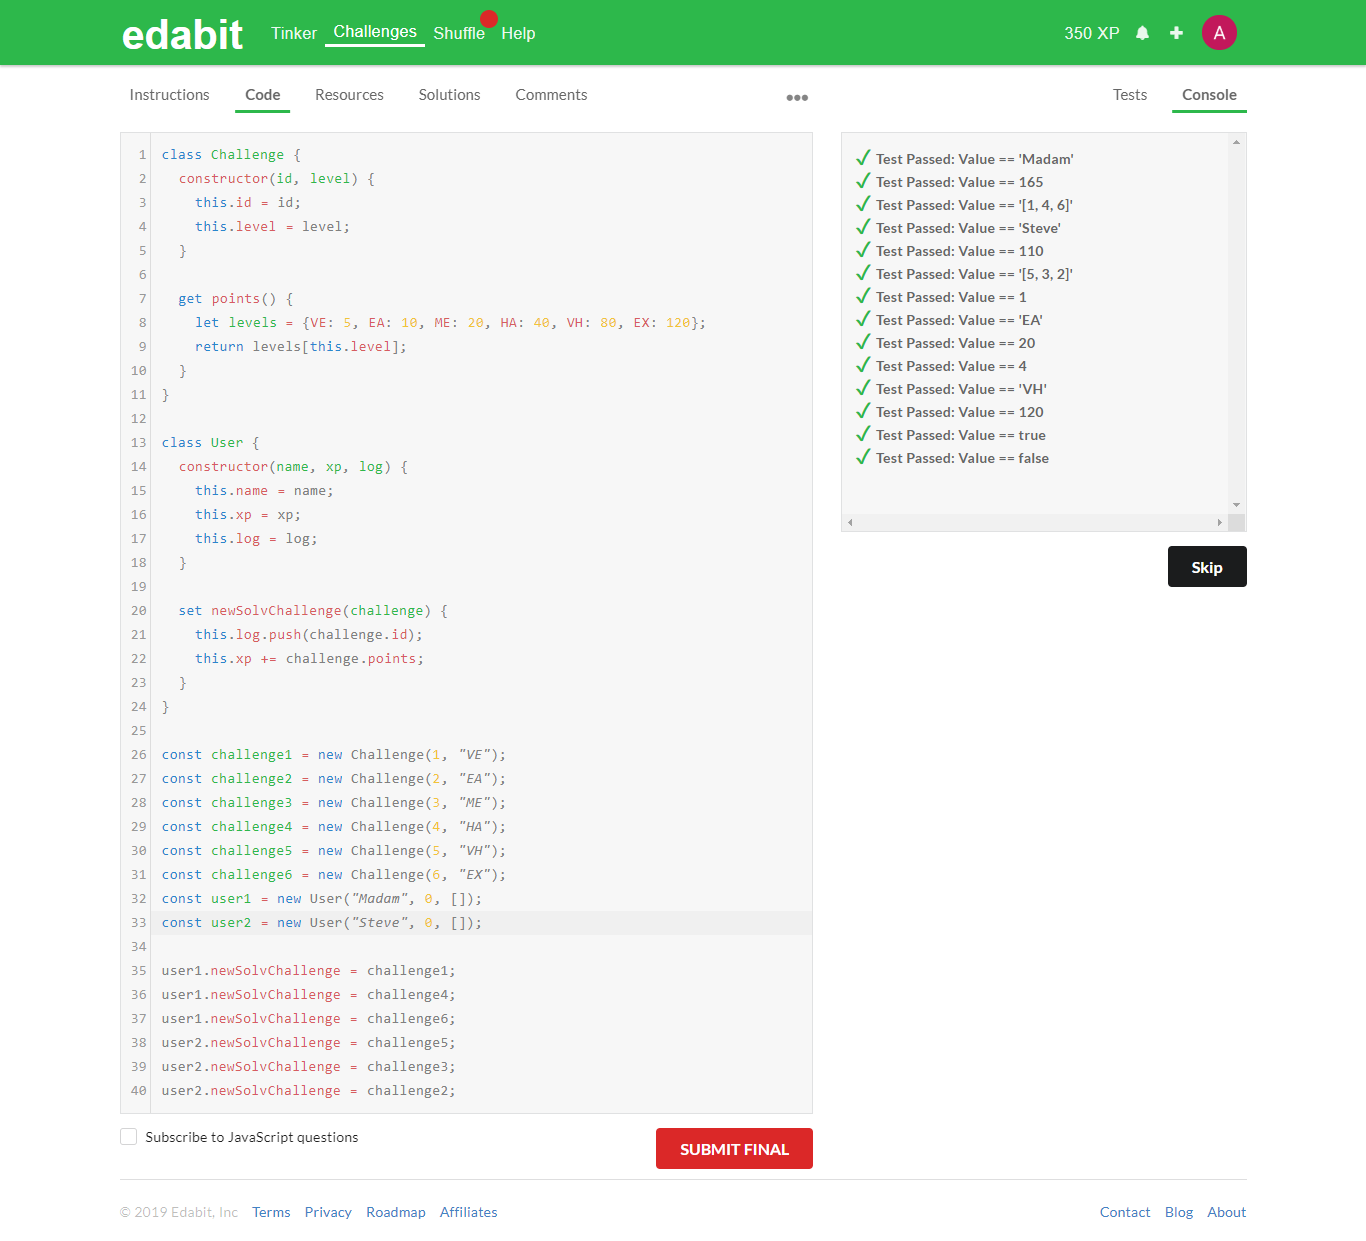 edabit Tinker Challenges Shuffle Help 350 XP A
Instructions Code Resources Solutions Comments Tests Console
1 class Challenge {
2   constructor(id, level) {
3     this.id = id;
4     this.level = level;
5   }
6
7   get points() {
8     let levels = {VE: 5, EA: 10, ME: 20, HA: 40, VH: 80, EX: 120};
9     return levels[this.level];
10   }
11 }
12
13 class User {
14   constructor(name, xp, log) {
15     this.name = name;
16     this.xp = xp;
17     this.log = log;
18   }
19
20   set newSolvChallenge(challenge) {
21     this.log.push(challenge.id);
22     this.xp += challenge.points;
23   }
24 }
25
26 const challenge1 = new Challenge(1, "VE");
27 const challenge2 = new Challenge(2, "EA");
28 const challenge3 = new Challenge(3, "ME");
29 const challenge4 = new Challenge(4, "HA");
30 const challenge5 = new Challenge(5, "VH");
31 const challenge6 = new Challenge(6, "EX");
32 const user1 = new User("Madam", 0, []);
33 const user2 = new User("Steve", 0, []);
34
35 user1.newSolvChallenge = challenge1;
36 user1.newSolvChallenge = challenge4;
37 user1.newSolvChallenge = challenge6;
38 user2.newSolvChallenge = challenge5;
39 user2.newSolvChallenge = challenge3;
40 user2.newSolvChallenge = challenge2;
Test Passed: Value == 'Madam'
Test Passed: Value == 165
Test Passed: Value == '[1, 4, 6]'
Test Passed: Value == 'Steve'
Test Passed: Value == 110
Test Passed: Value == '[5, 3, 2]'
Test Passed: Value == 1
Test Passed: Value == 'EA'
Test Passed: Value == 20
Test Passed: Value == 4
Test Passed: Value == 'VH'
Test Passed: Value == 120
Test Passed: Value == true
Test Passed: Value == false
Skip
Subscribe to JavaScript questions
SUBMIT FINAL
© 2019 Edabit, Inc Terms Privacy Roadmap Affiliates Contact Blog About